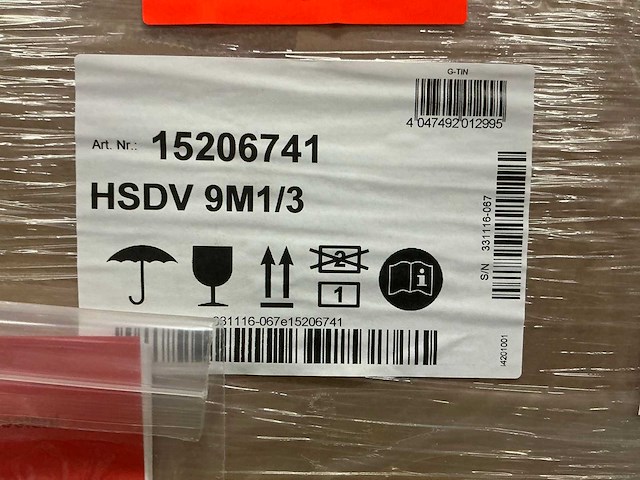 G-TIN
4 047492 012995
Art. Nr.: 15206741
HSDV 9M1/3
S/N 331116-067
2
1
i
331116-067e15206741
I4201001